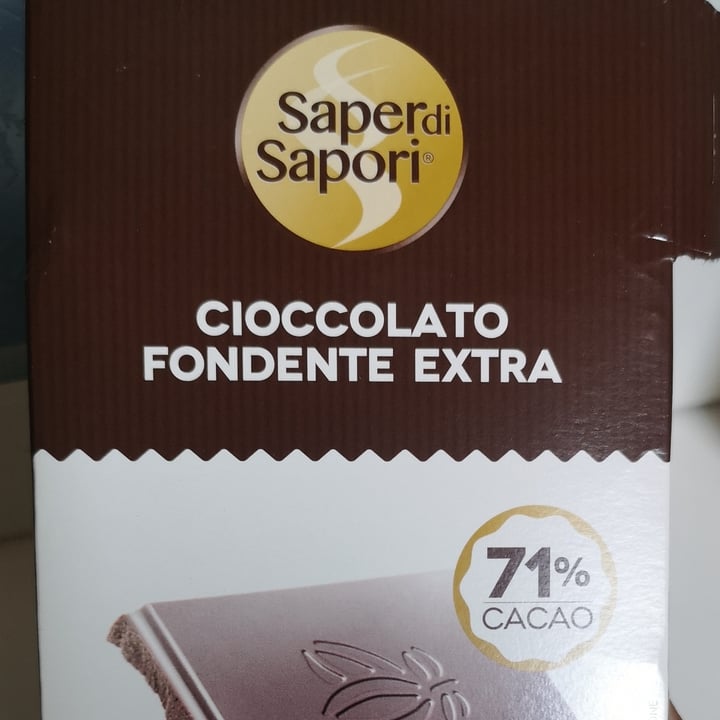 Saper di
Sapori®
CIOCCOLATO
FONDENTE EXTRA
71%
CACAO